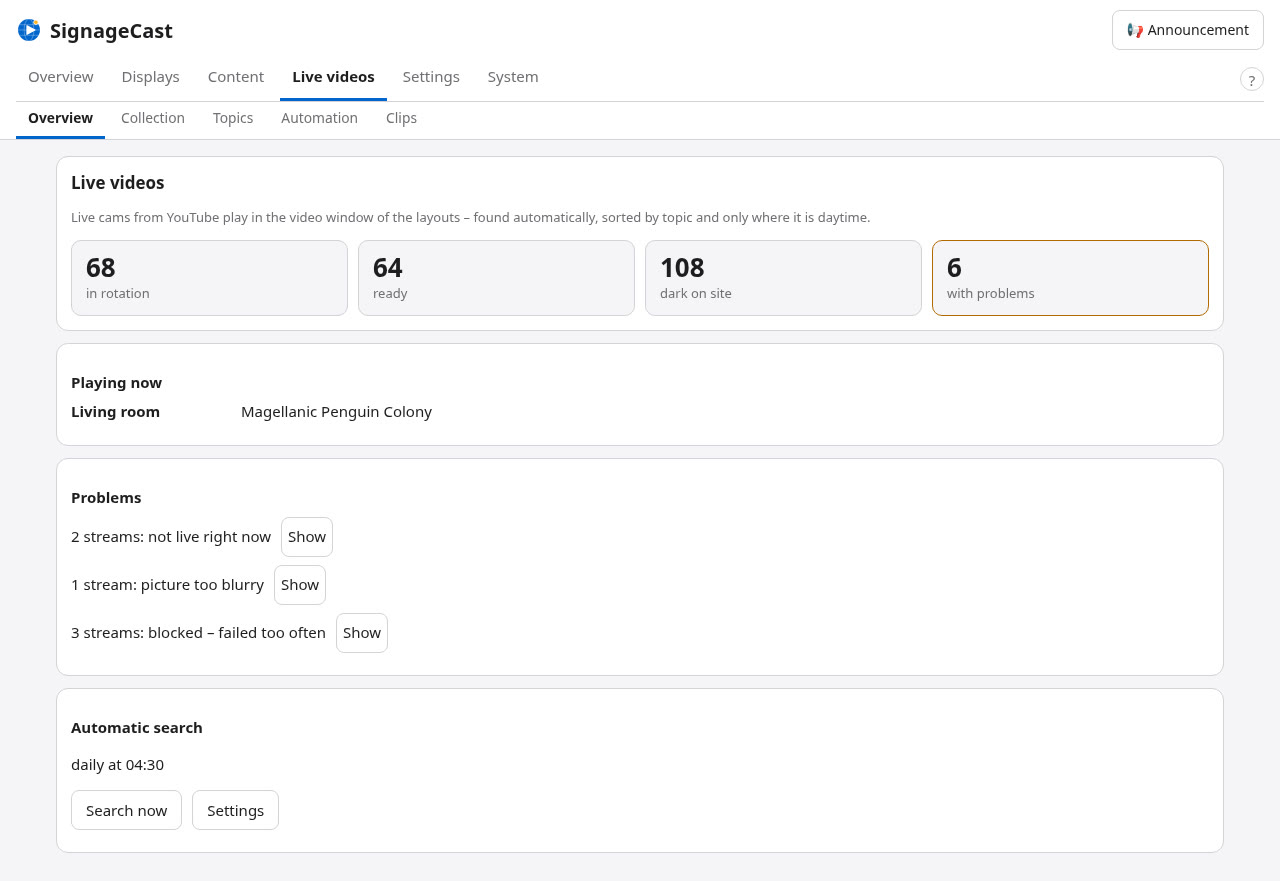 SignageCast
📢 Announcement
Overview Displays Content Live videos Settings System ?
Overview Collection Topics Automation Clips
Live videos
Live cams from YouTube play in the video window of the layouts – found automatically, sorted by topic and only where it is daytime.
68 64 108 6
in rotation ready dark on site with problems
Playing now
Living room Magellanic Penguin Colony
Problems
2 streams: not live right now Show
1 stream: picture too blurry Show
3 streams: blocked – failed too often Show
Automatic search
daily at 04:30
Search now Settings